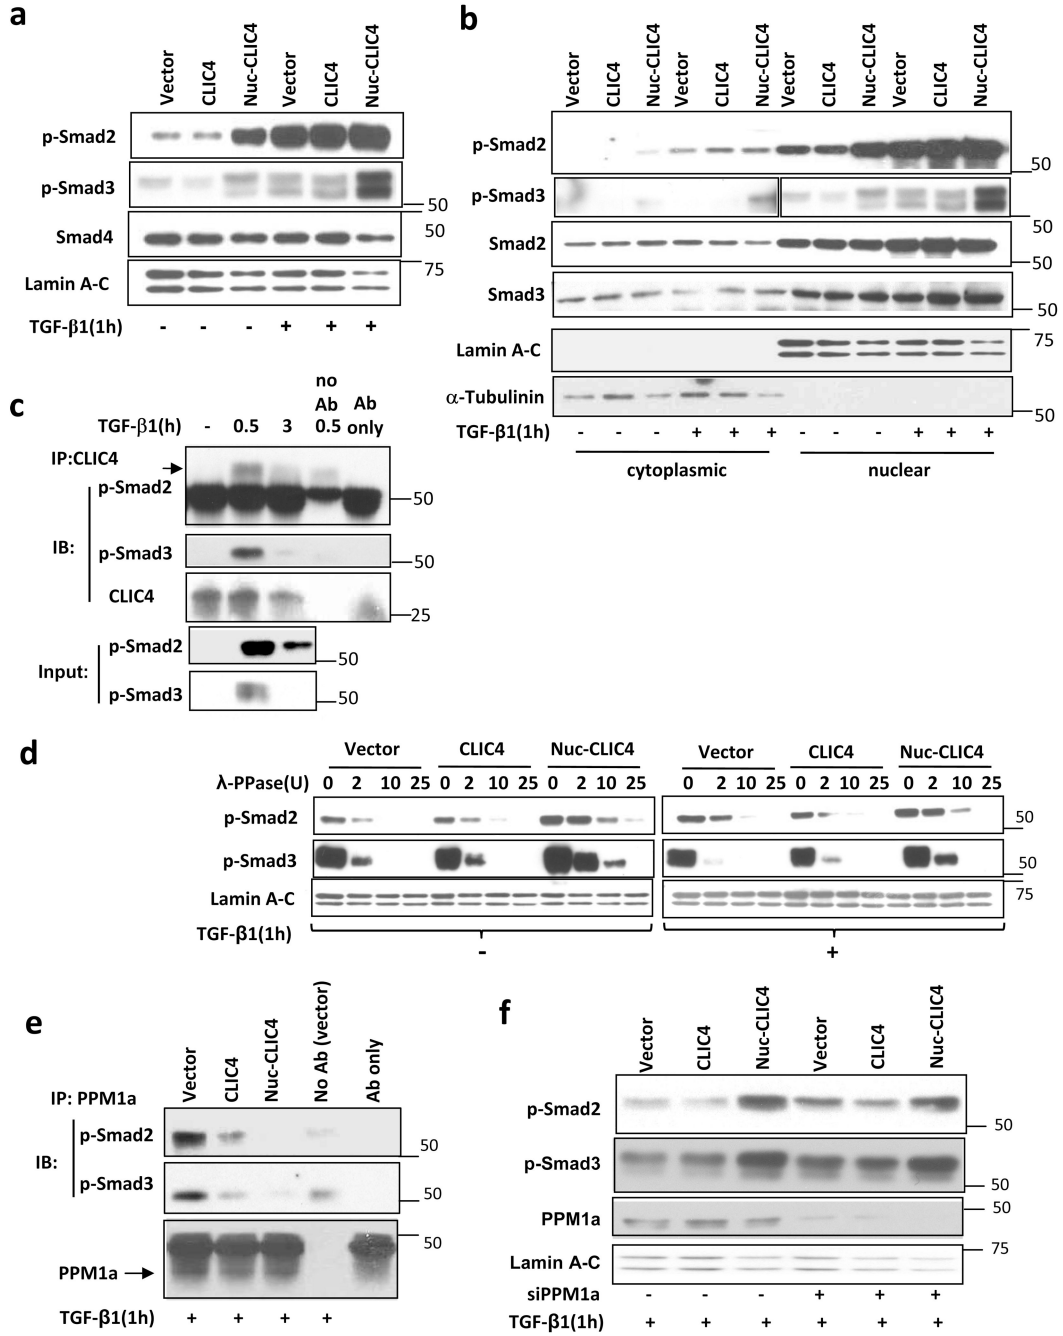 a
Vector CLIC4 Nuc-CLIC4 Vector CLIC4 Nuc-CLIC4
p-Smad2
p-Smad3
50
Smad4 50
Lamin A-C 75
TGF-β1(1h) - - - + + +
b
Vector CLIC4 Nuc-CLIC4 Vector CLIC4 Nuc-CLIC4 Vector CLIC4 Nuc-CLIC4 Vector CLIC4 Nuc-CLIC4
p-Smad2 50
p-Smad3
50
Smad2
50
Smad3
50
Lamin A-C 75
α-Tubulinin
50
TGF-β1(1h) - - - + + + - - - + + +
cytoplasmic nuclear
c
no
Ab Ab
TGF-β1(h) - 0.5 3 0.5 only
IP:CLIC4
p-Smad2 50
IB: p-Smad3 50
CLIC4
25
p-Smad2
50
Input:
p-Smad3 50
d
Vector CLIC4 Nuc-CLIC4 Vector CLIC4 Nuc-CLIC4
λ-PPase(U) 0 2 10 25 0 2 10 25 0 2 10 25 0 2 10 25 0 2 10 25 0 2 10 25
p-Smad2 50
p-Smad3 50
Lamin A-C 75
TGF-β1(1h)
- +
e
Vector CLIC4 Nuc-CLIC4 No Ab (vector) Ab only
IP: PPM1a
p-Smad2 50
IB:
p-Smad3 50
50
PPM1a
TGF-β1(1h) + + + +
f
Vector CLIC4 Nuc-CLIC4 Vector CLIC4 Nuc-CLIC4
p-Smad2
50
p-Smad3
50
PPM1a 50
Lamin A-C 75
siPPM1a - - - + + +
TGF-β1(1h) + + + + + +